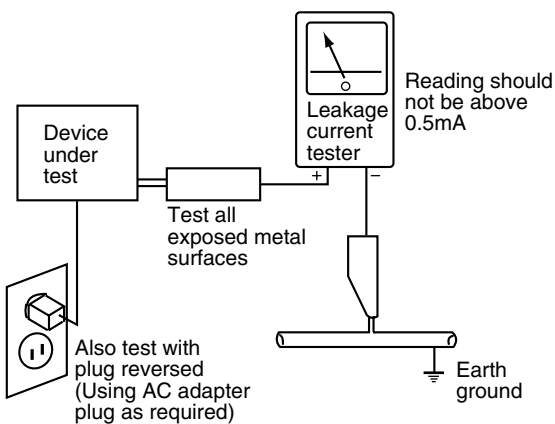 Device
under
test
Leakage
current
tester
+ −
Reading should
not be above
0.5mA
Test all
exposed metal
surfaces
Also test with
plug reversed
(Using AC adapter
plug as required)
Earth
ground